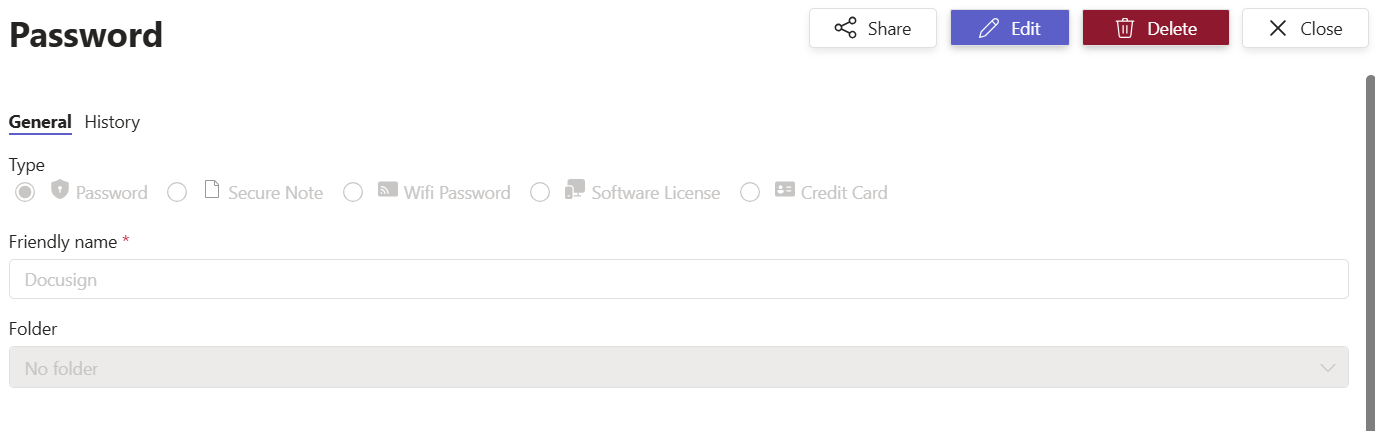 Password
Share Edit Delete Close
General History
Type
Password Secure Note Wifi Password Software License Credit Card
Friendly name *
Docusign
Folder
No folder